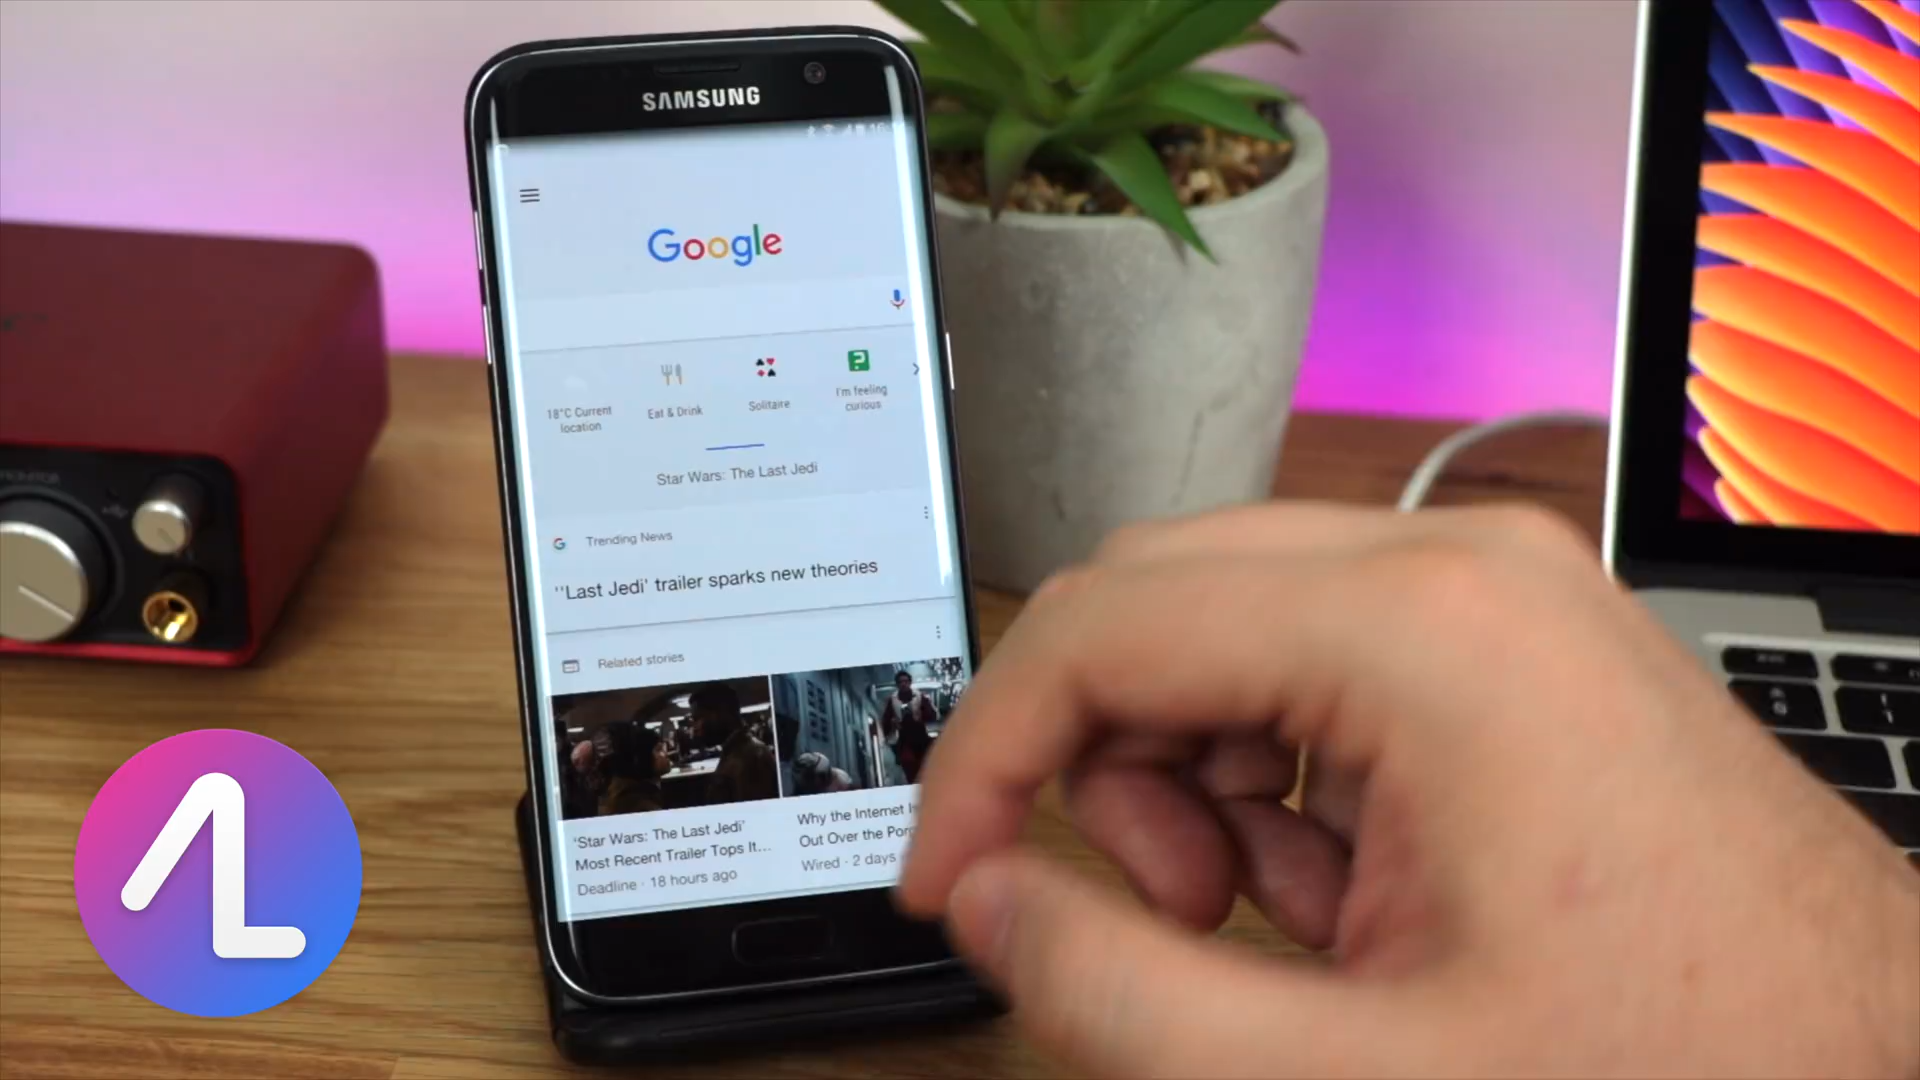 SAMSUNG
Google
18°C Current
location
Eat & Drink
Solitaire
I'm feeling
curious
Star Wars: The Last Jedi
Trending News
''Last Jedi' trailer sparks new theories
Related stories
'Star Wars: The Last Jedi'
Most Recent Trailer Tops It...
Deadline · 18 hours ago
Why the Internet
Out Over the
Wired · 2 days
AL